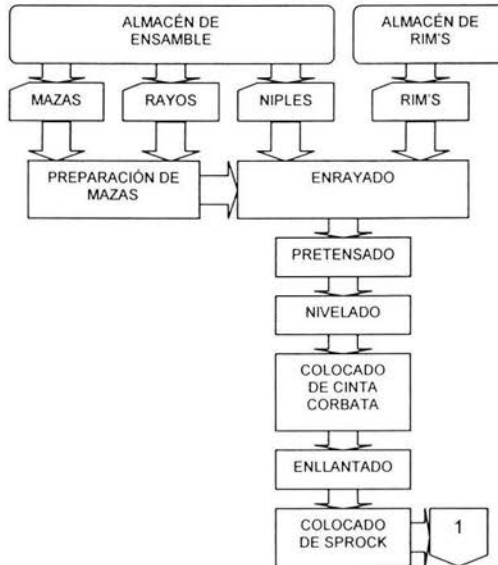 ALMACÉN DE
ENSAMBLE
ALMACÉN DE
RIM'S
MAZAS
RAYOS
NIPLES
RIM'S
PREPARACIÓN DE
MAZAS
ENRAYADO
PRETENSADO
NIVELADO
COLOCADO
DE CINTA
CORBATA
ENLLANTADO
COLOCADO
DE SPROCK
1